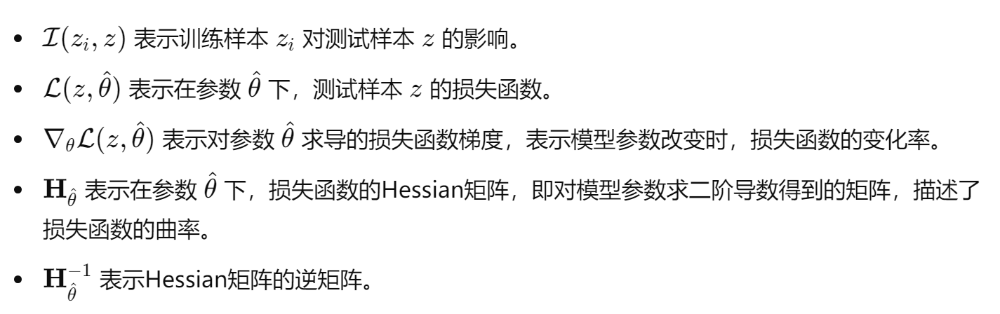 • $\mathcal{I}(z_i, z)$ 表示训练样本 $z_i$ 对测试样本 $z$ 的影响。
• $\mathcal{L}(z, \hat{\theta})$ 表示在参数 $\hat{\theta}$ 下，测试样本 $z$ 的损失函数。
• $\nabla_\theta \mathcal{L}(z, \hat{\theta})$ 表示对参数 $\hat{\theta}$ 求导的损失函数梯度，表示模型参数改变时，损失函数的变化率。
• $\mathbf{H}_{\hat{\theta}}$ 表示在参数 $\hat{\theta}$ 下，损失函数的Hessian矩阵，即对模型参数求二阶导数得到的矩阵，描述了
损失函数的曲率。
• $\mathbf{H}_{\hat{\theta}}^{-1}$ 表示Hessian矩阵的逆矩阵。